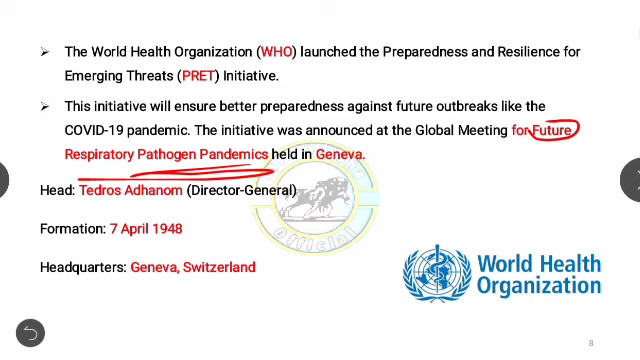 ➢ The World Health Organization (WHO) launched the Preparedness and Resilience for
Emerging Threats (PRET) Initiative.
➢ This initiative will ensure better preparedness against future outbreaks like the
COVID-19 pandemic. The initiative was announced at the Global Meeting for Future
Respiratory Pathogen Pandemics held in Geneva.
Head: Tedros Adhanom (Director-General)
Formation: 7 April 1948
Headquarters: Geneva, Switzerland
Official
World Health
Organization
8